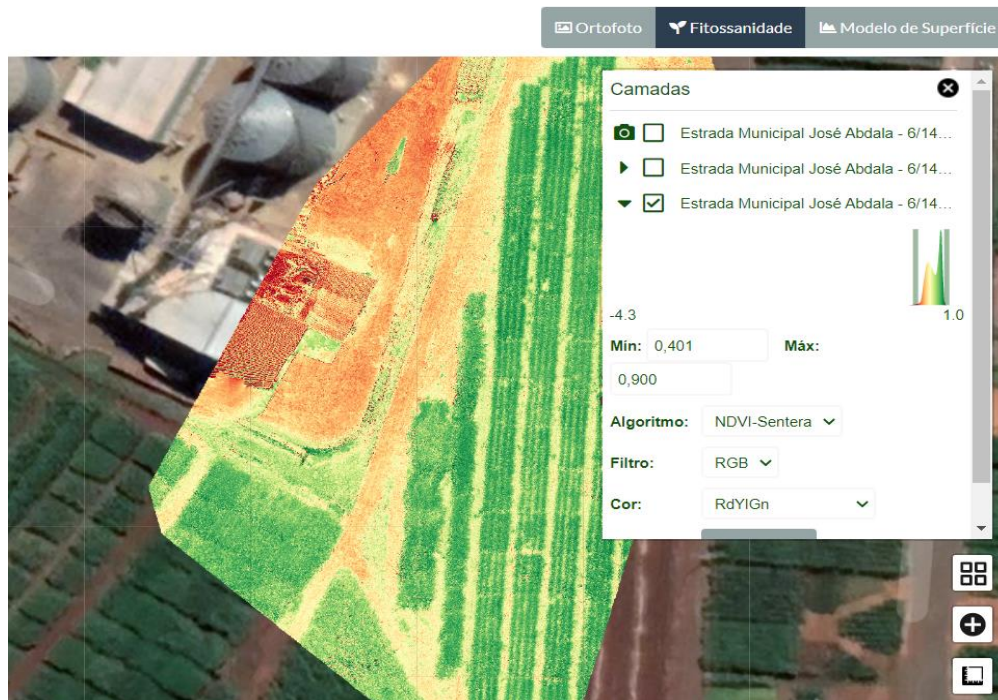 Ortofoto Fitossanidade Modelo de Superfície
Camadas
Estrada Municipal José Abdala - 6/14...
Estrada Municipal José Abdala - 6/14...
Estrada Municipal José Abdala - 6/14...
-4.3 1.0
Mín: 0,401 Máx:
0,900
Algoritmo: NDVI-Sentera
Filtro: RGB
Cor: RdYlGn